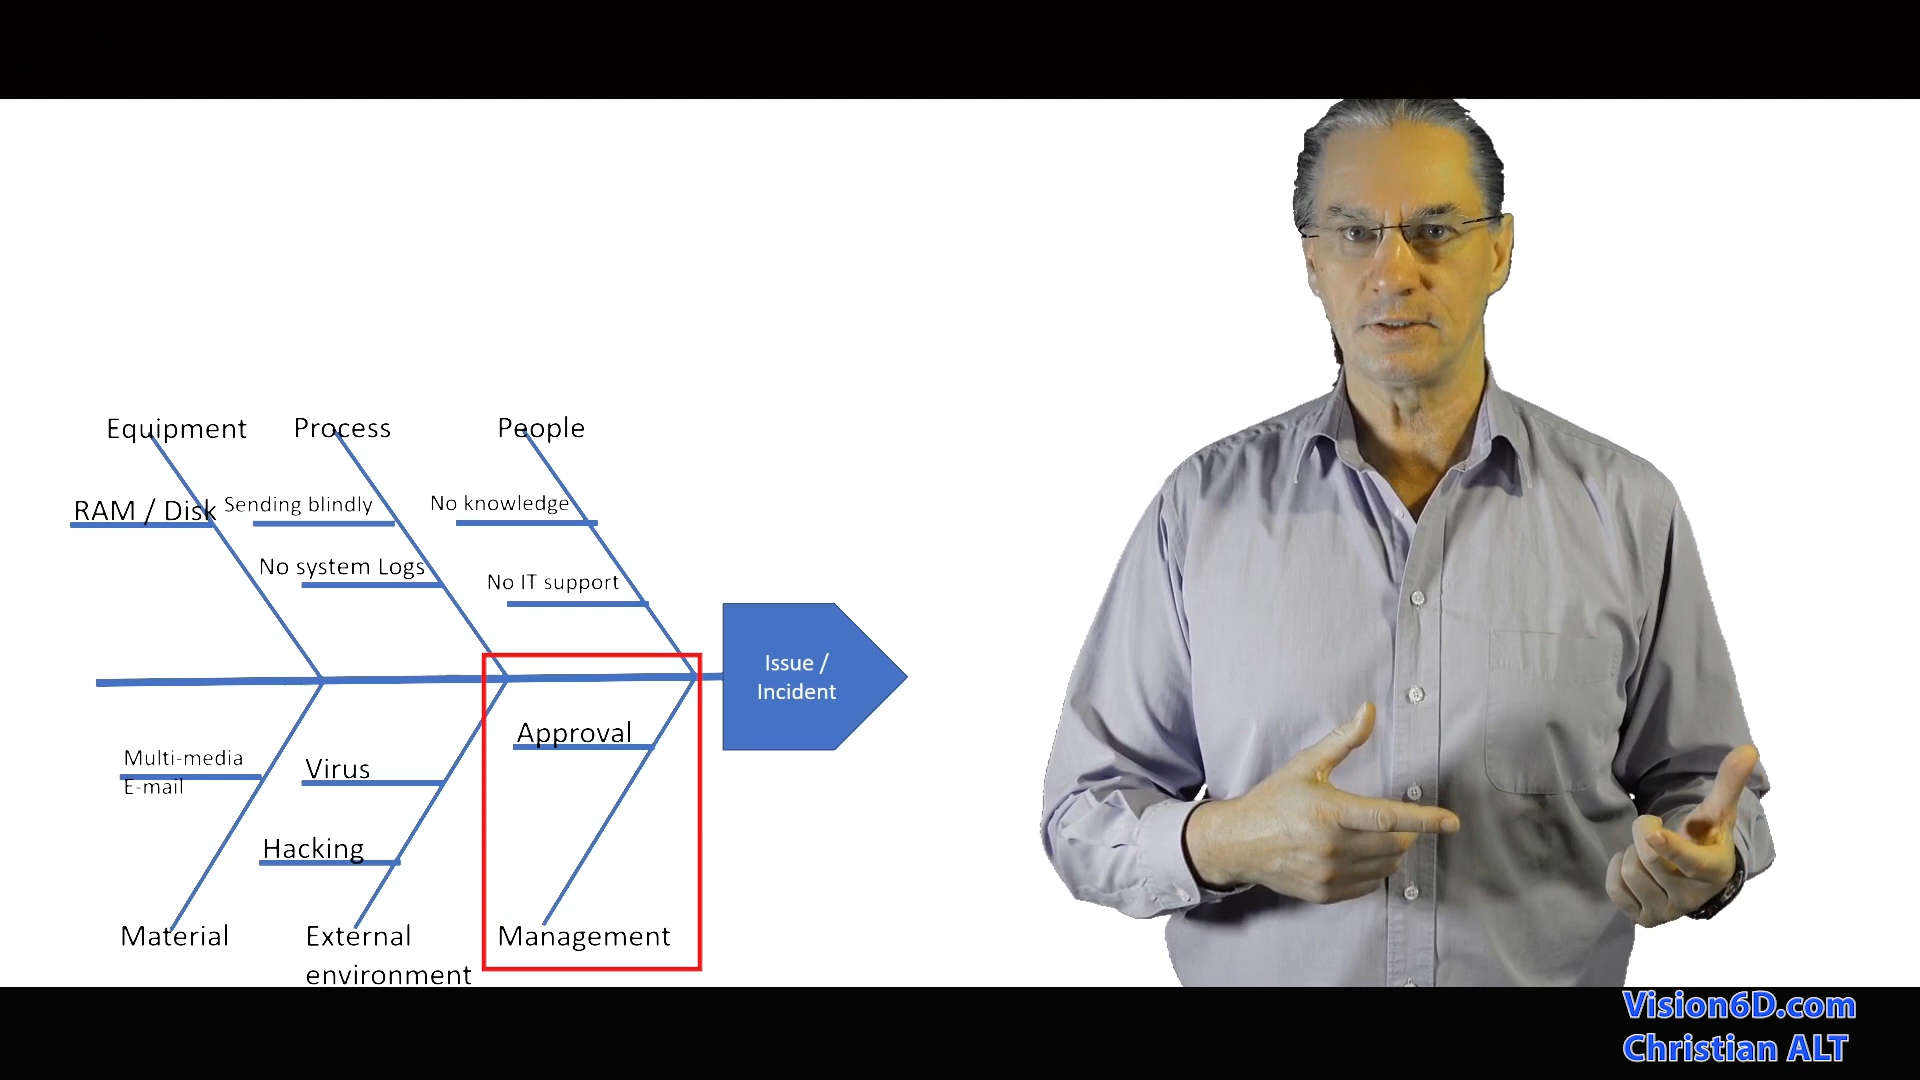 Equipment
Process
People
RAM / Disk
Sending blindly
No knowledge
No system Logs
No IT support
Issue /
Incident
Approval
Multi-media
E-mail
Virus
Hacking
Material
External
environment
Management
Vision6D.com
Christian ALT